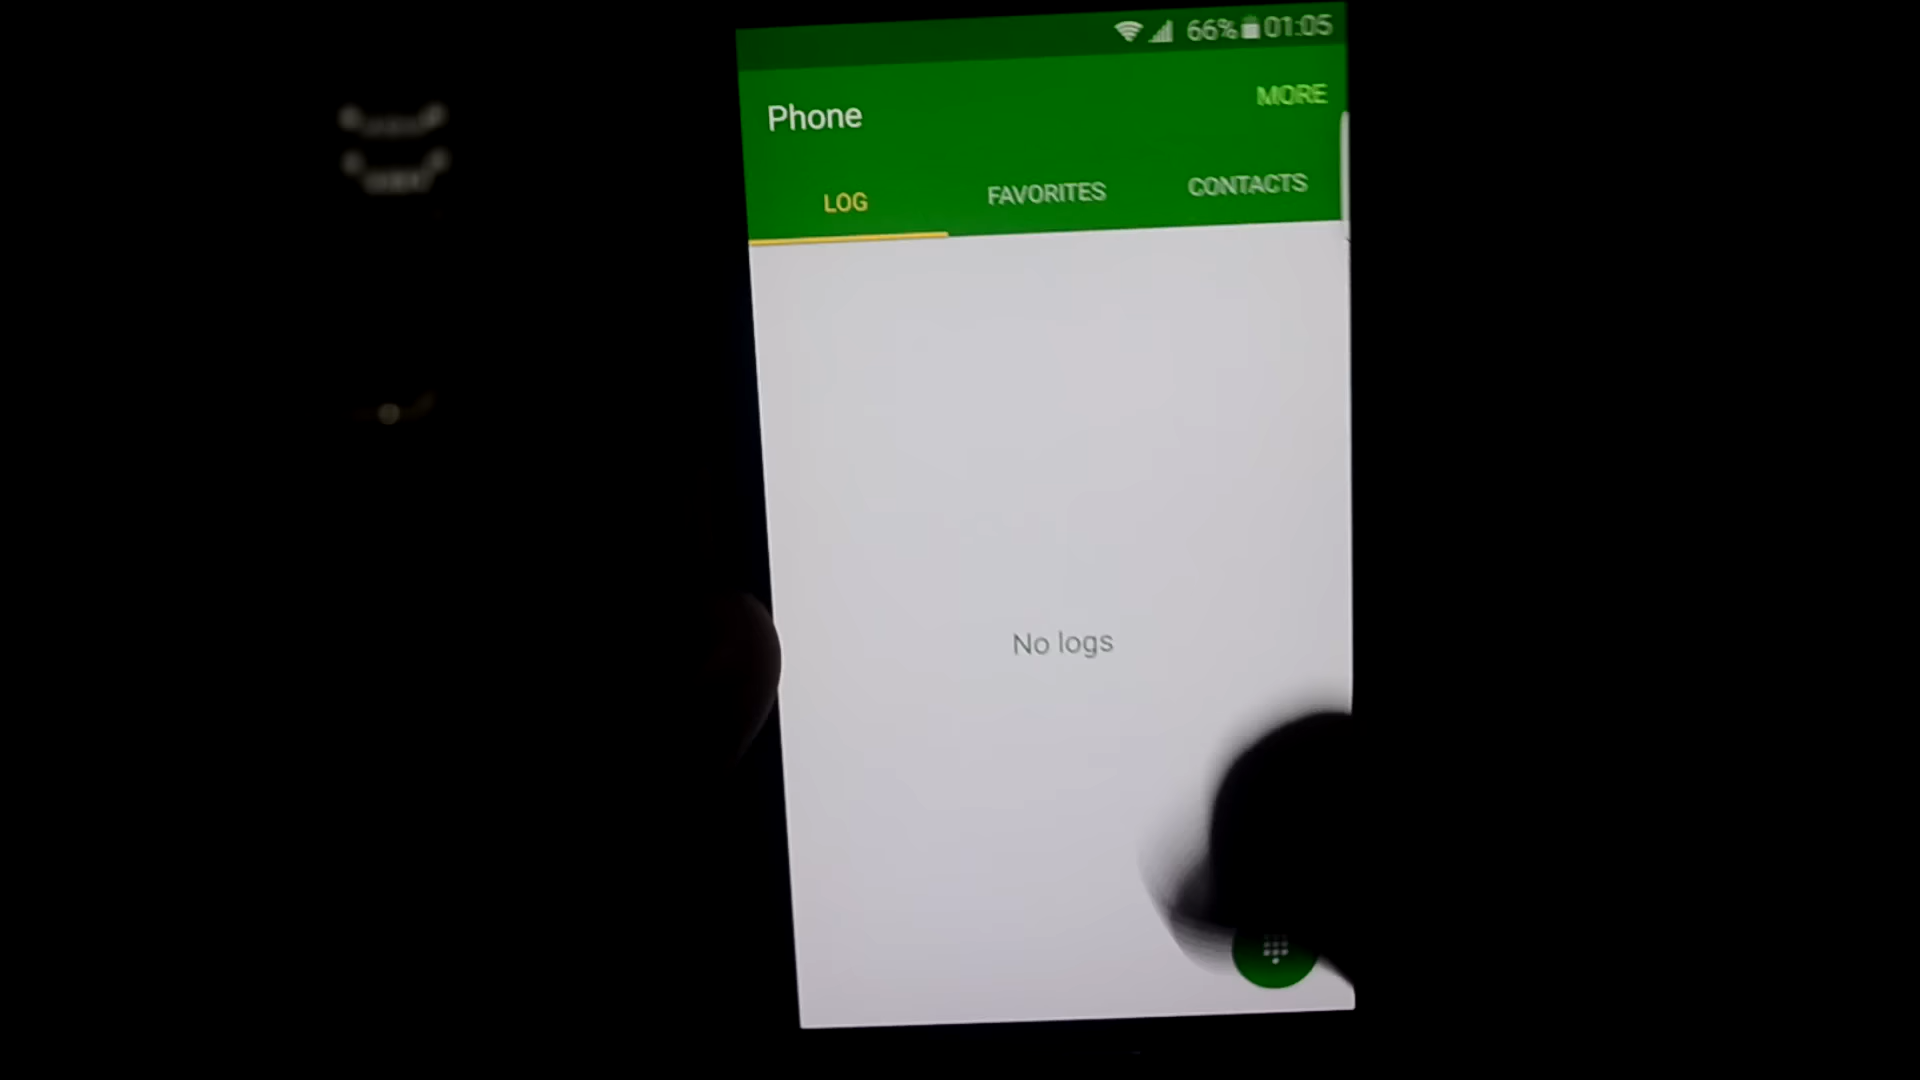 66% 01:05
Phone
MORE
LOG
FAVORITES
CONTACTS
No logs